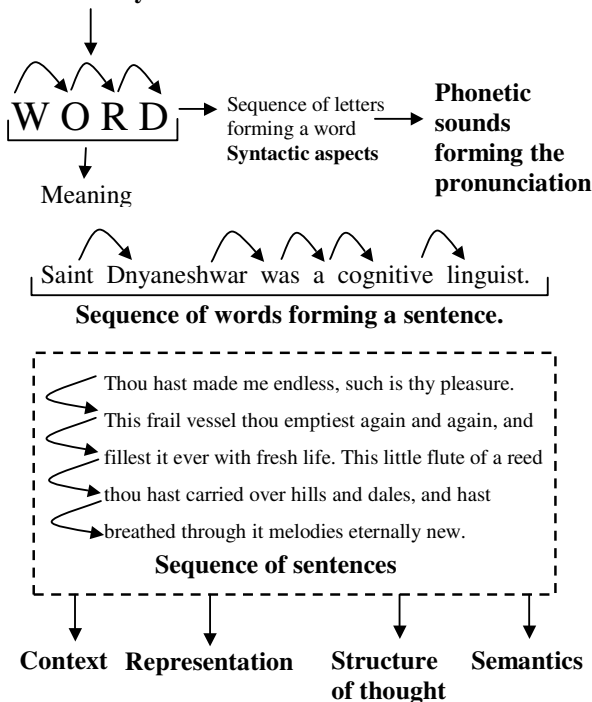 W O R D
Sequence of letters
forming a word
Syntactic aspects
Phonetic
sounds
forming the
pronunciation
Meaning
Saint Dnyaneshwar was a cognitive linguist.
Sequence of words forming a sentence.
Thou hast made me endless, such is thy pleasure.
This frail vessel thou emptiest again and again, and
fillest it ever with fresh life. This little flute of a reed
thou hast carried over hills and dales, and hast
breathed through it melodies eternally new.
Sequence of sentences
Context Representation Structure Semantics
of thought